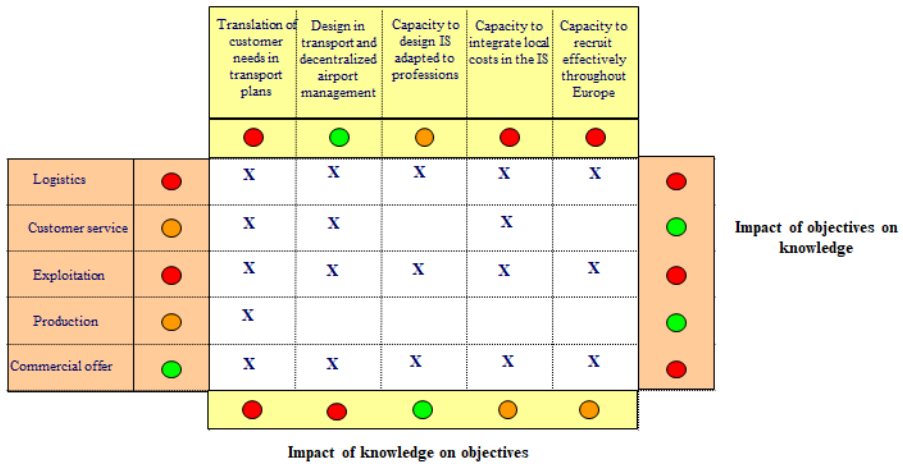 Translation of
customer
needs in
transport
plans
Design in
transport and
decentralized
airport
management
Capacity to
design IS
adapted to
professions
Capacity to
integrate local
costs in the IS
Capacity to
recruit
effectively
throughout
Europe
Logistics
X X X X X
Customer service
X X X
Exploitation
X X X X X
Production
X
Commercial offer
X X X X X
Impact of objectives on
knowledge
Impact of knowledge on objectives